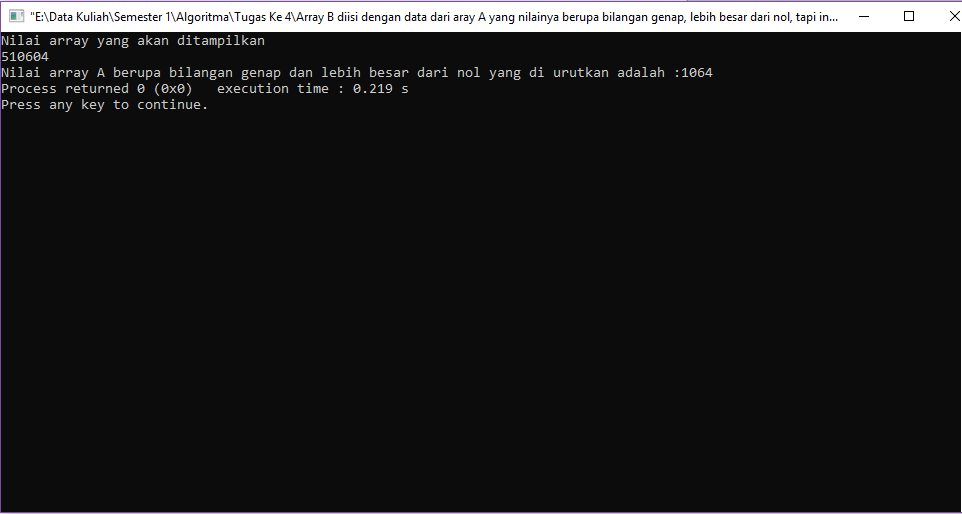 "E:\Data Kuliah\Semester 1\Algoritma\Tugas Ke 4\Array B diisi dengan data dari aray A yang nilainya berupa bilangan genap, lebih besar dari nol, tapi in...
Nilai array yang akan ditampilkan
510604
Nilai array A berupa bilangan genap dan lebih besar dari nol yang di urutkan adalah :1064
Process returned 0 (0x0)   execution time : 0.219 s
Press any key to continue.